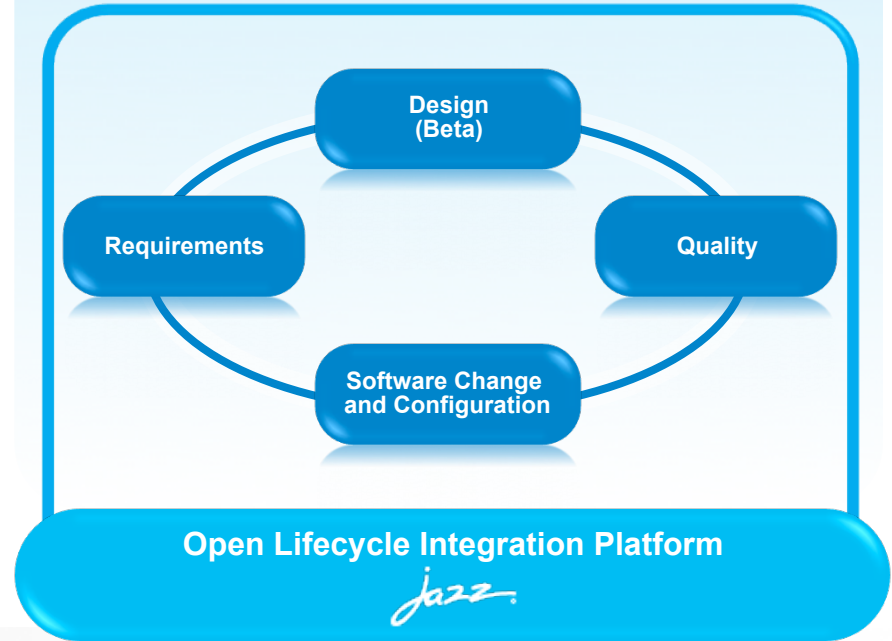 Design
(Beta)
Requirements
Quality
Software Change
and Configuration
Open Lifecycle Integration Platform
jazz